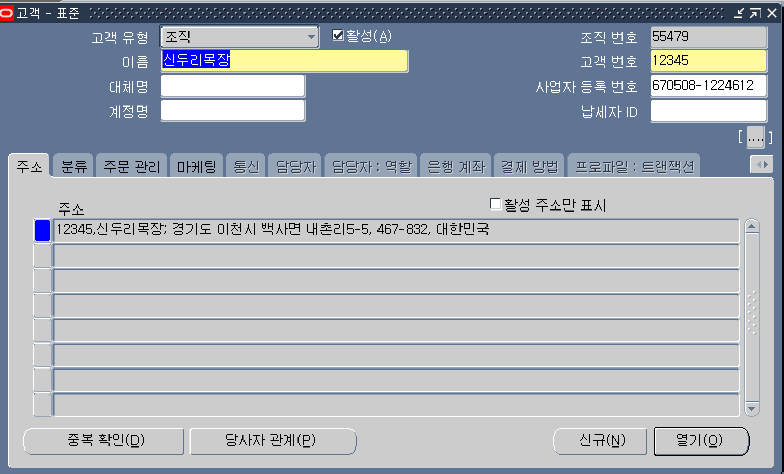 고객 - 표준
고객 유형 조직 활성(A) 조직 번호 55479
이름 신두리목장 고객 번호 12345
대체명 사업자 등록 번호 670508-1224612
계정명 납세자 ID
[ .... ]
주소 분류 주문 관리 마케팅 통신 담당자 담당자 : 역할 은행 계좌 결제 방법 프로파일 : 트랜잭션
주소 활성 주소만 표시
12345,신두리목장; 경기도 이천시 백사면 내촌리5-5, 467-832, 대한민국
중복 확인(D) 당사자 관계(P) 신규(N) 열기(O)